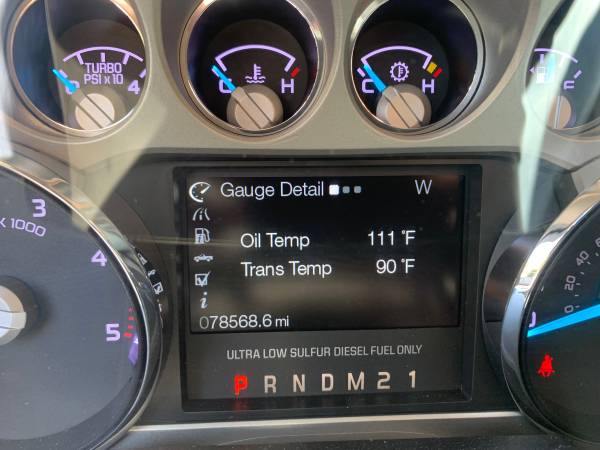 TURBO
PSI X 10
4
C H
C H
F
Gauge Detail W
Oil Temp 111 °F
Trans Temp 90 °F
i
078568.6 mi
ULTRA LOW SULFUR DIESEL FUEL ONLY
P R N D M 2 1
X 1000
3
4
5
0
20
40